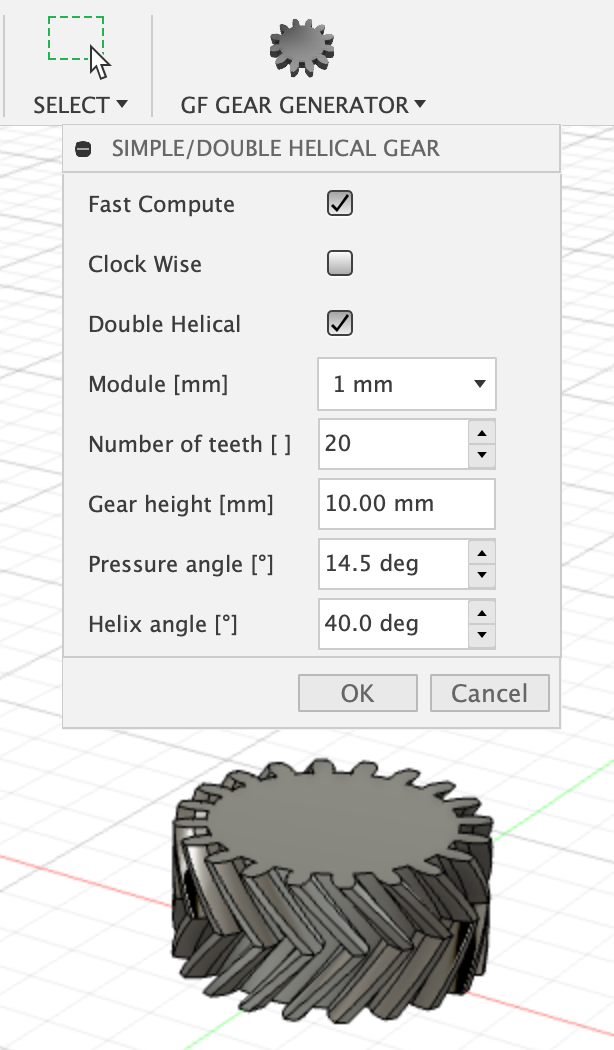 SELECT GF GEAR GENERATOR
SIMPLE/DOUBLE HELICAL GEAR
Fast Compute
Clock Wise
Double Helical
Module [mm] 1 mm
Number of teeth [ ] 20
Gear height [mm] 10.00 mm
Pressure angle [°] 14.5 deg
Helix angle [°] 40.0 deg
OK Cancel